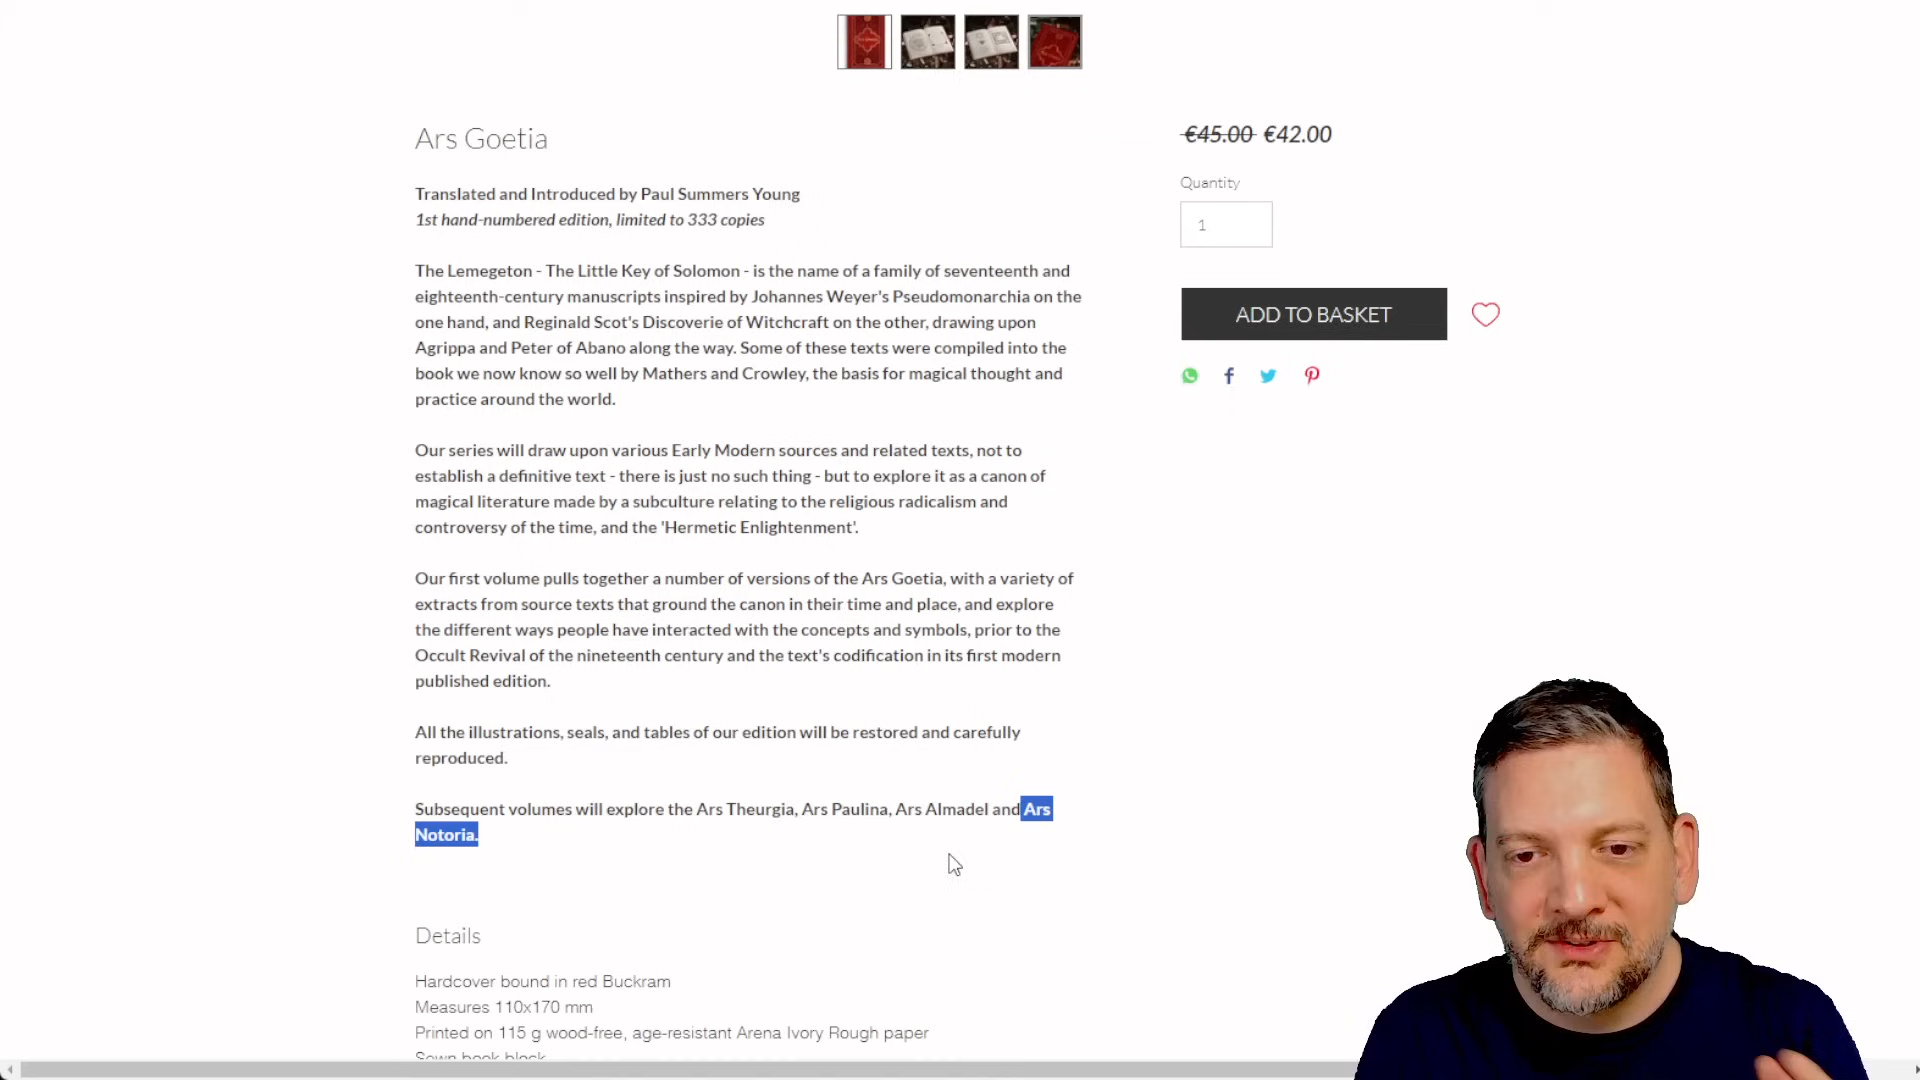 Ars Goetia
€45.00 €42.00
Translated and Introduced by Paul Summers Young
1st hand-numbered edition, limited to 333 copies
Quantity
1
The Lemegeton - The Little Key of Solomon - is the name of a family of seventeenth and
eighteenth-century manuscripts inspired by Johannes Weyer's Pseudomonarchia on the
one hand, and Reginald Scot's Discoverie of Witchcraft on the other, drawing upon
Agrippa and Peter of Abano along the way. Some of these texts were compiled into the
book we now know so well by Mathers and Crowley, the basis for magical thought and
practice around the world.
ADD TO BASKET
Our series will draw upon various Early Modern sources and related texts, not to
establish a definitive text - there is just no such thing - but to explore it as a canon of
magical literature made by a subculture relating to the religious radicalism and
controversy of the time, and the 'Hermetic Enlightenment'.
Our first volume pulls together a number of versions of the Ars Goetia, with a variety of
extracts from source texts that ground the canon in their time and place, and explore
the different ways people have interacted with the concepts and symbols, prior to the
Occult Revival of the nineteenth century and the text's codification in its first modern
published edition.
All the illustrations, seals, and tables of our edition will be restored and carefully
reproduced.
Subsequent volumes will explore the Ars Theurgia, Ars Paulina, Ars Almadel and Ars
Notoria.
Details
Hardcover bound in red Buckram
Measures 110x170 mm
Printed on 115 g wood-free, age-resistant Arena Ivory Rough paper
Sewn book block